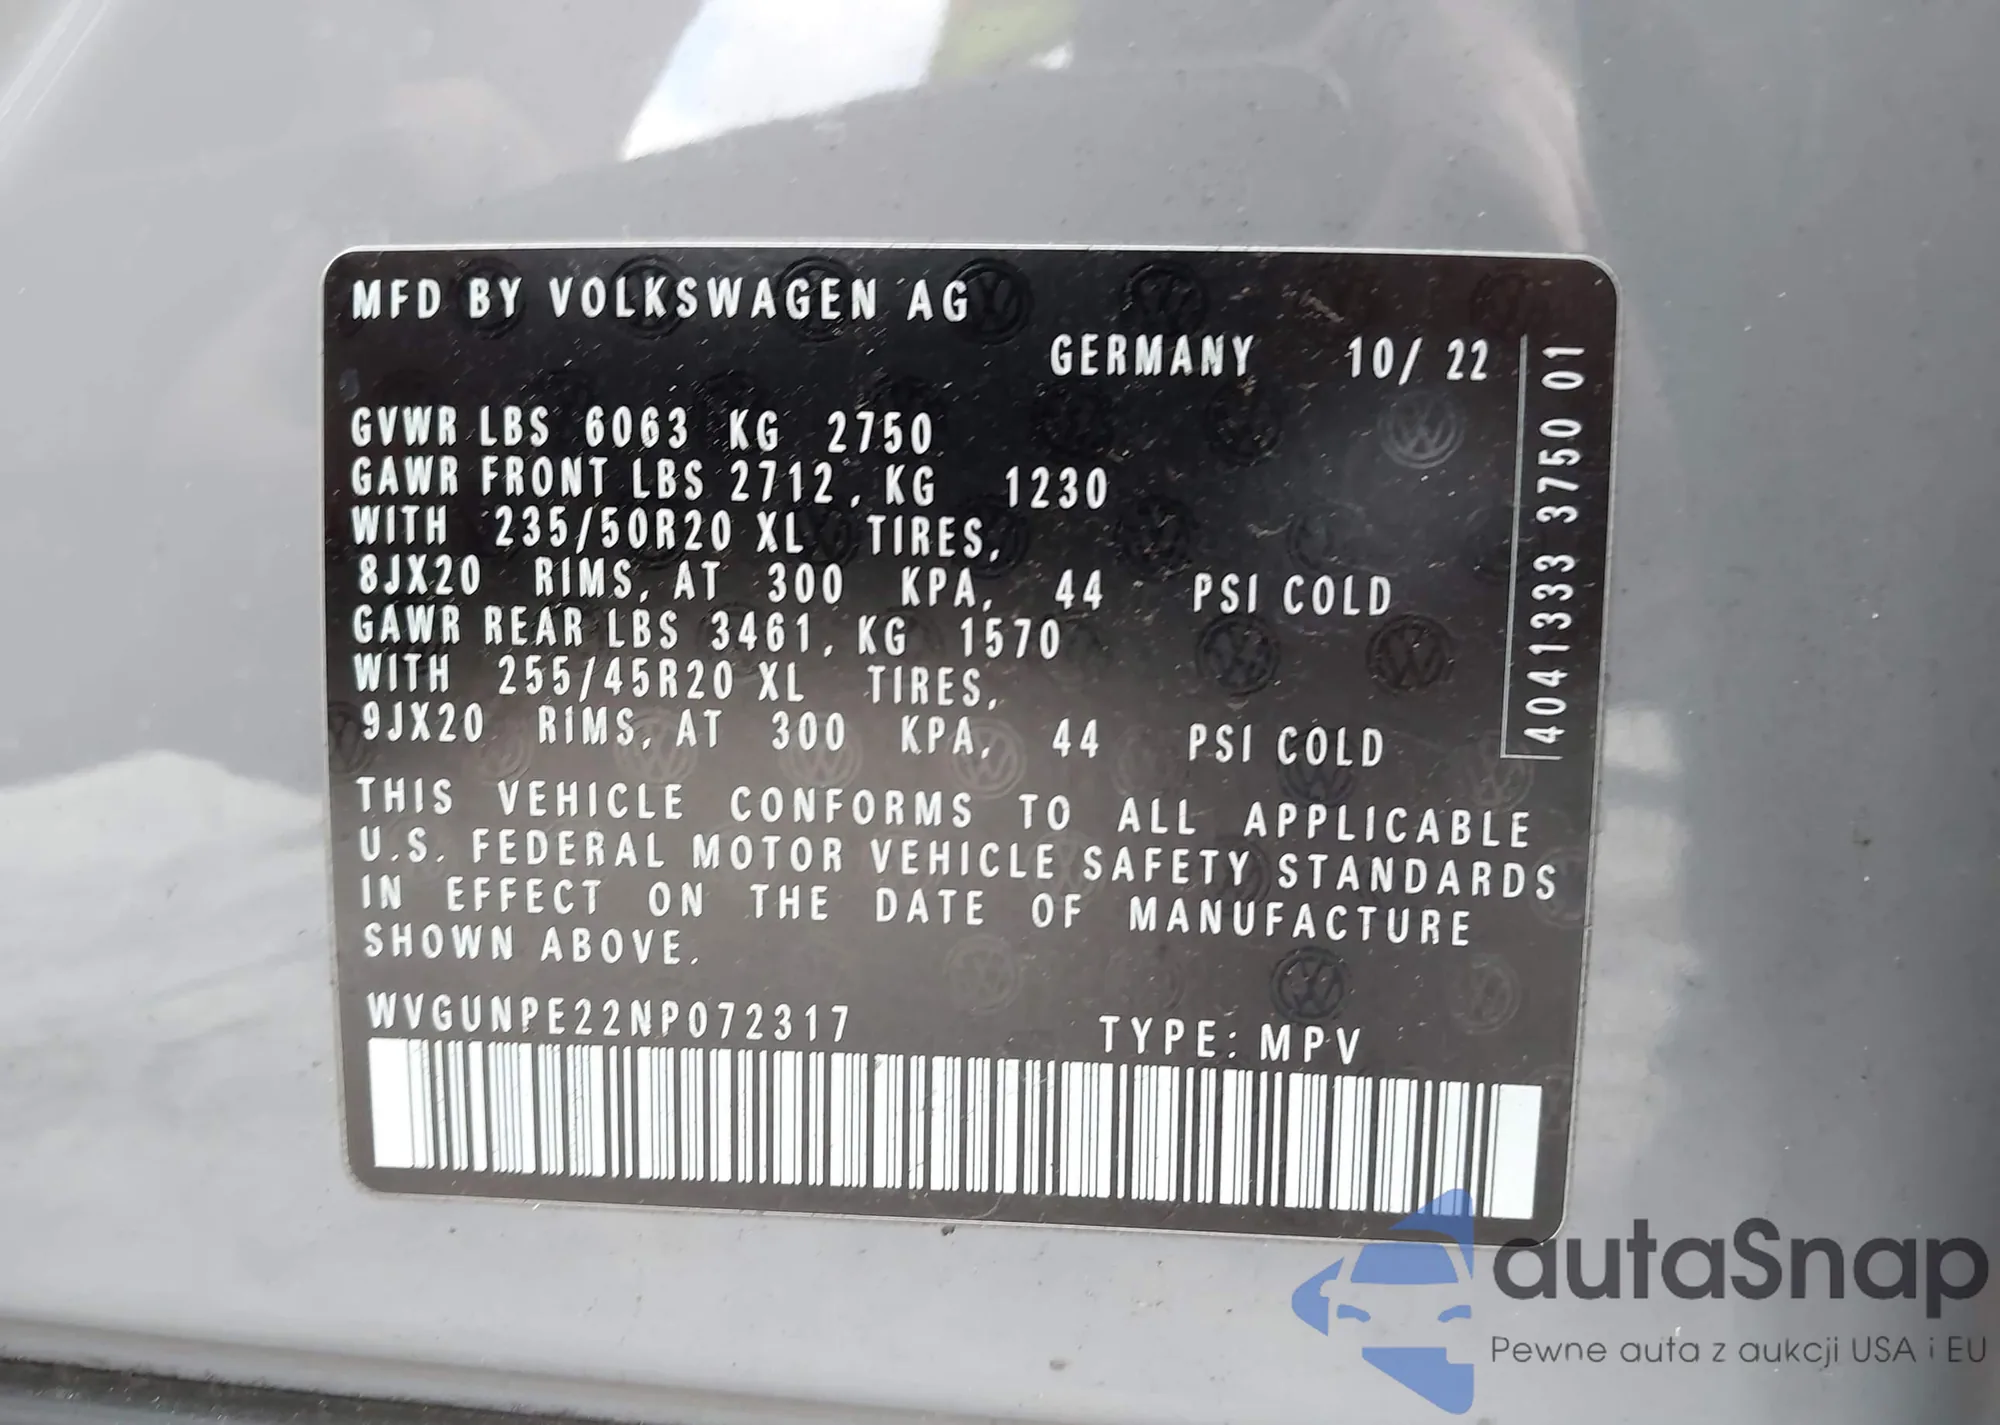 MFD BY VOLKSWAGEN AG
GERMANY 10/ 22
GVWR LBS 6063 KG 2750
GAWR FRONT LBS 2712, KG 1230
WITH 235/50R20 XL TIRES,
8JX20 RIMS, AT 300 KPA, 44 PSI COLD
GAWR REAR LBS 3461, KG 1570
WITH 255/45R20 XL TIRES,
9JX20 RIMS, AT 300 KPA, 44 PSI COLD
THIS VEHICLE CONFORMS TO ALL APPLICABLE
U.S. FEDERAL MOTOR VEHICLE SAFETY STANDARDS
IN EFFECT ON THE DATE OF MANUFACTURE
SHOWN ABOVE.
WVGUNPE22NP072317 TYPE: MPV
4041333 3750 01
autaSnap
Pewne auta z aukcji USA i EU